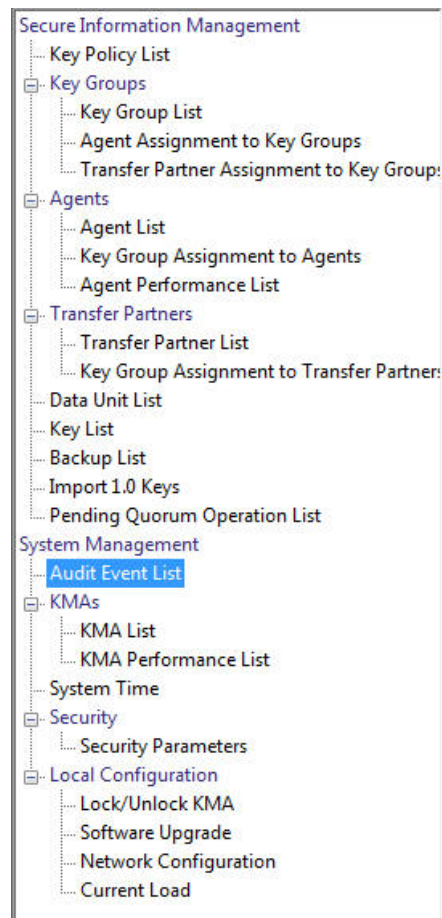 Secure Information Management
Key Policy List
Key Groups
Key Group List
Agent Assignment to Key Groups
Transfer Partner Assignment to Key Groups
Agents
Agent List
Key Group Assignment to Agents
Agent Performance List
Transfer Partners
Transfer Partner List
Key Group Assignment to Transfer Partners
Data Unit List
Key List
Backup List
Import 1.0 Keys
Pending Quorum Operation List
System Management
Audit Event List
KMAs
KMA List
KMA Performance List
System Time
Security
Security Parameters
Local Configuration
Lock/Unlock KMA
Software Upgrade
Network Configuration
Current Load